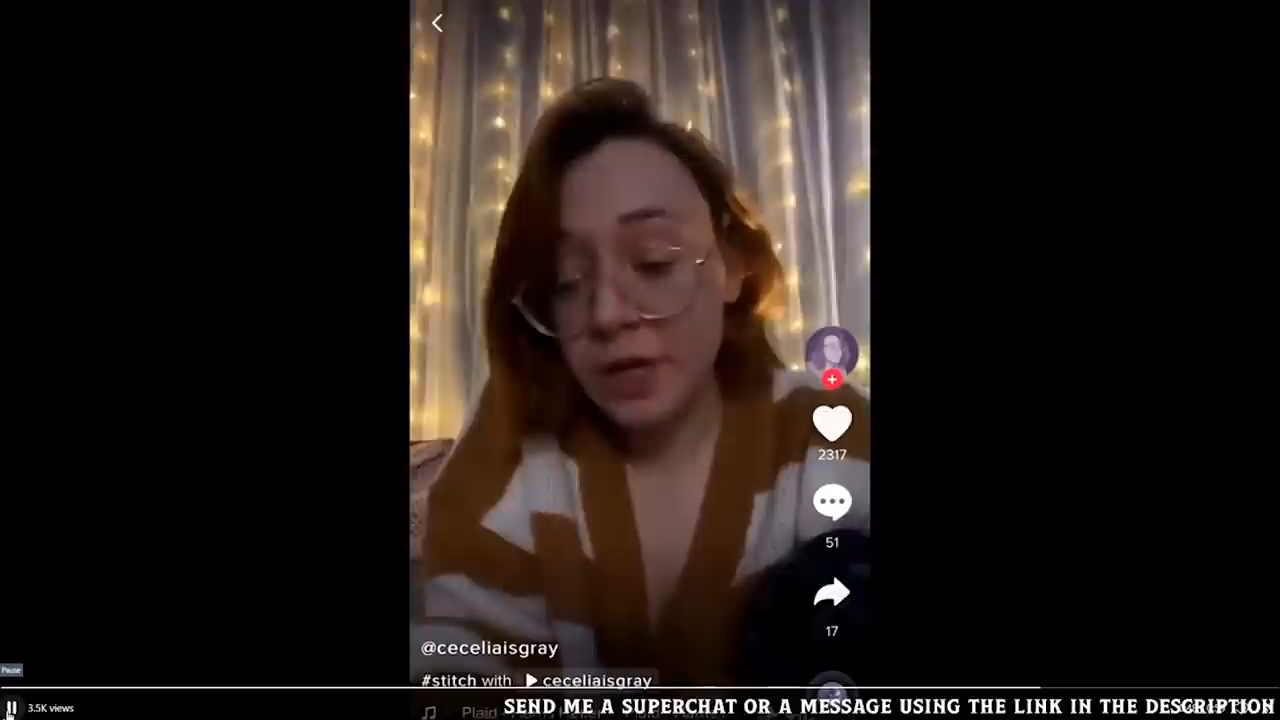 2317
51
17
@ceceliaisgray
#stitch with ▶ ceceliaisgray
Pause
3.5K views
SEND ME A SUPERCHAT OR A MESSAGE USING THE LINK IN THE DESCRIPTION